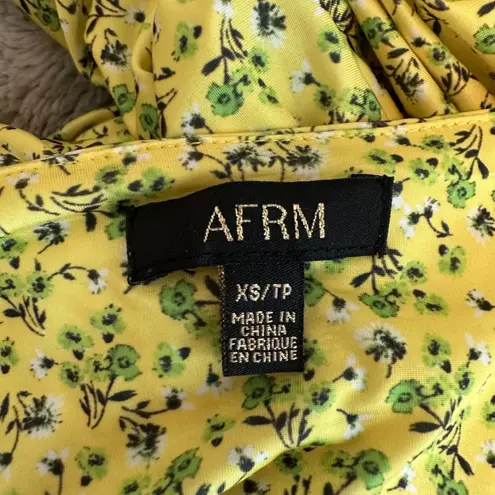 AFRM
XS/TP
MADE IN
CHINA
FABRIQUE
EN CHINE